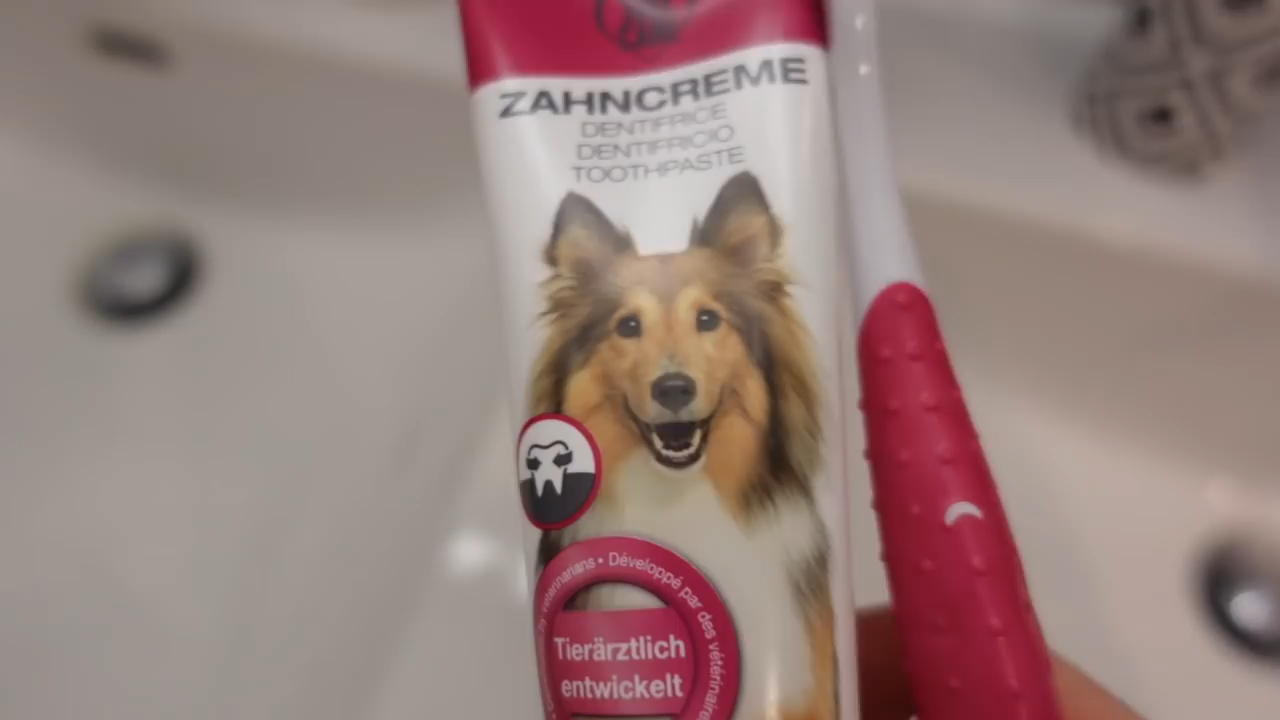 ZAHNCREME
DENTIFRICE
DENTIFRICIO
TOOTHPASTE
veterinarians • Développé par des vétérinaires
Tierärztlich
entwickelt